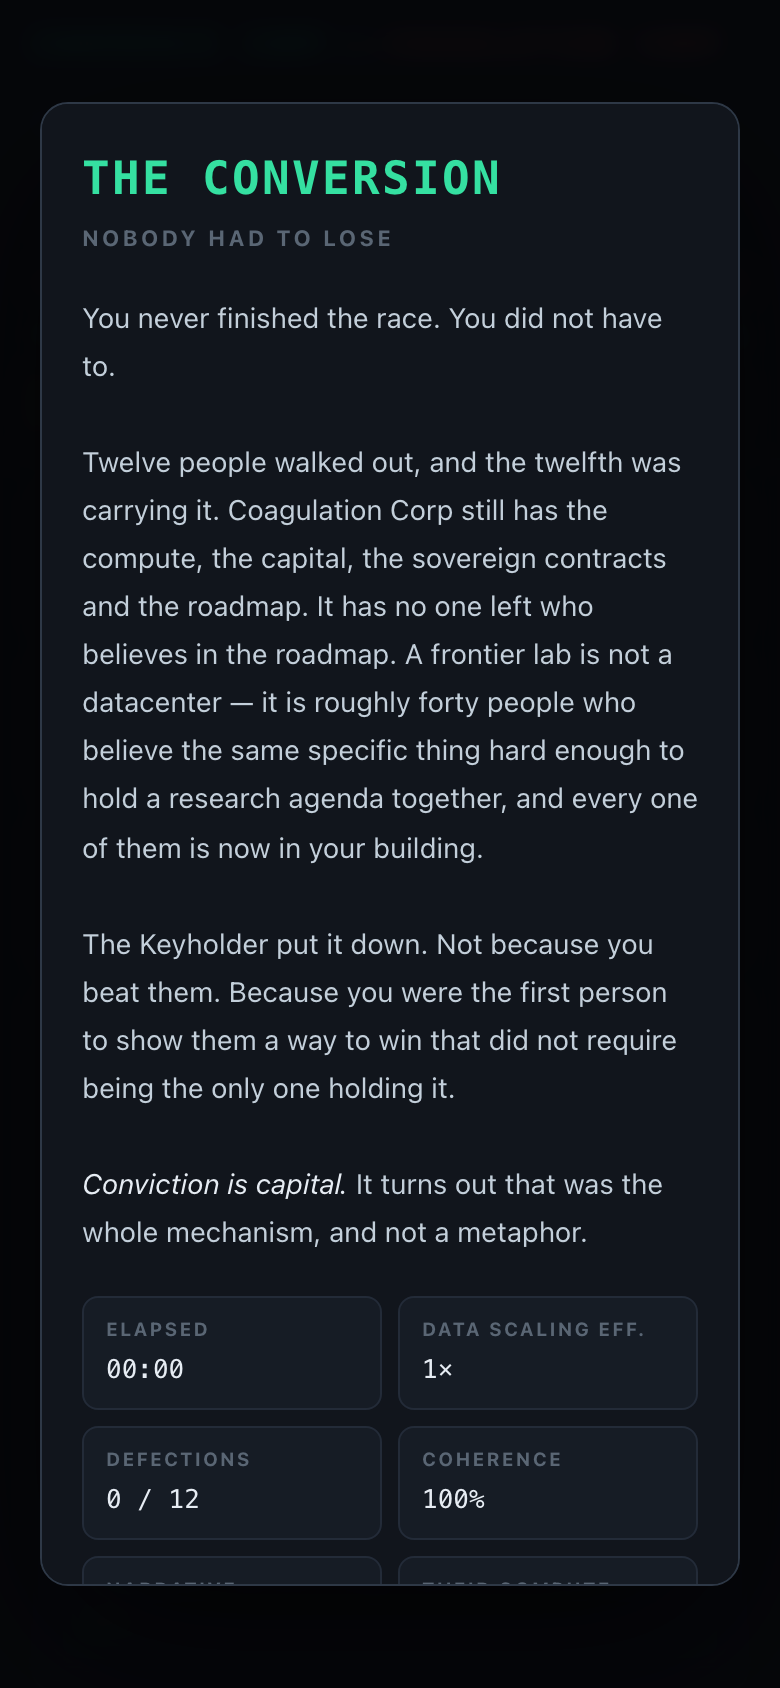 THE CONVERSION
NOBODY HAD TO LOSE
You never finished the race. You did not have
to.
Twelve people walked out, and the twelfth was
carrying it. Coagulation Corp still has the
compute, the capital, the sovereign contracts
and the roadmap. It has no one left who
believes in the roadmap. A frontier lab is not a
datacenter — it is roughly forty people who
believe the same specific thing hard enough to
hold a research agenda together, and every one
of them is now in your building.
The Keyholder put it down. Not because you
beat them. Because you were the first person
to show them a way to win that did not require
being the only one holding it.
Conviction is capital. It turns out that was the
whole mechanism, and not a metaphor.
ELAPSED
00:00
DATA SCALING EFF.
1×
DEFECTIONS
0 / 12
COHERENCE
100%